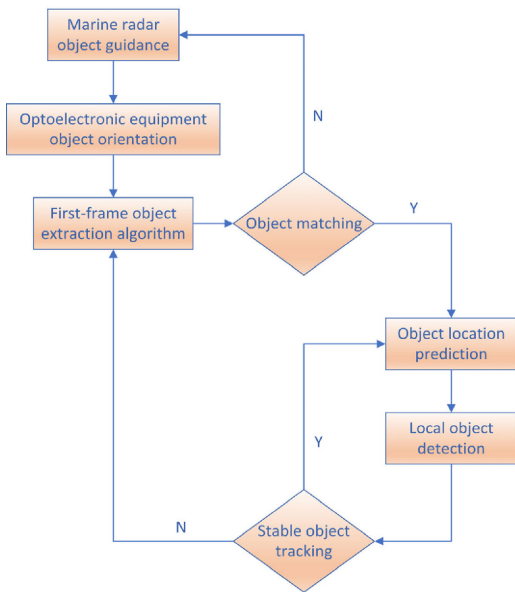 Marine radar
object guidance
N
Optoelectronic equipment
object orientation
First-frame object
extraction algorithm
Object matching
Y
Object location
prediction
Local object
detection
Y
N
Stable object
tracking